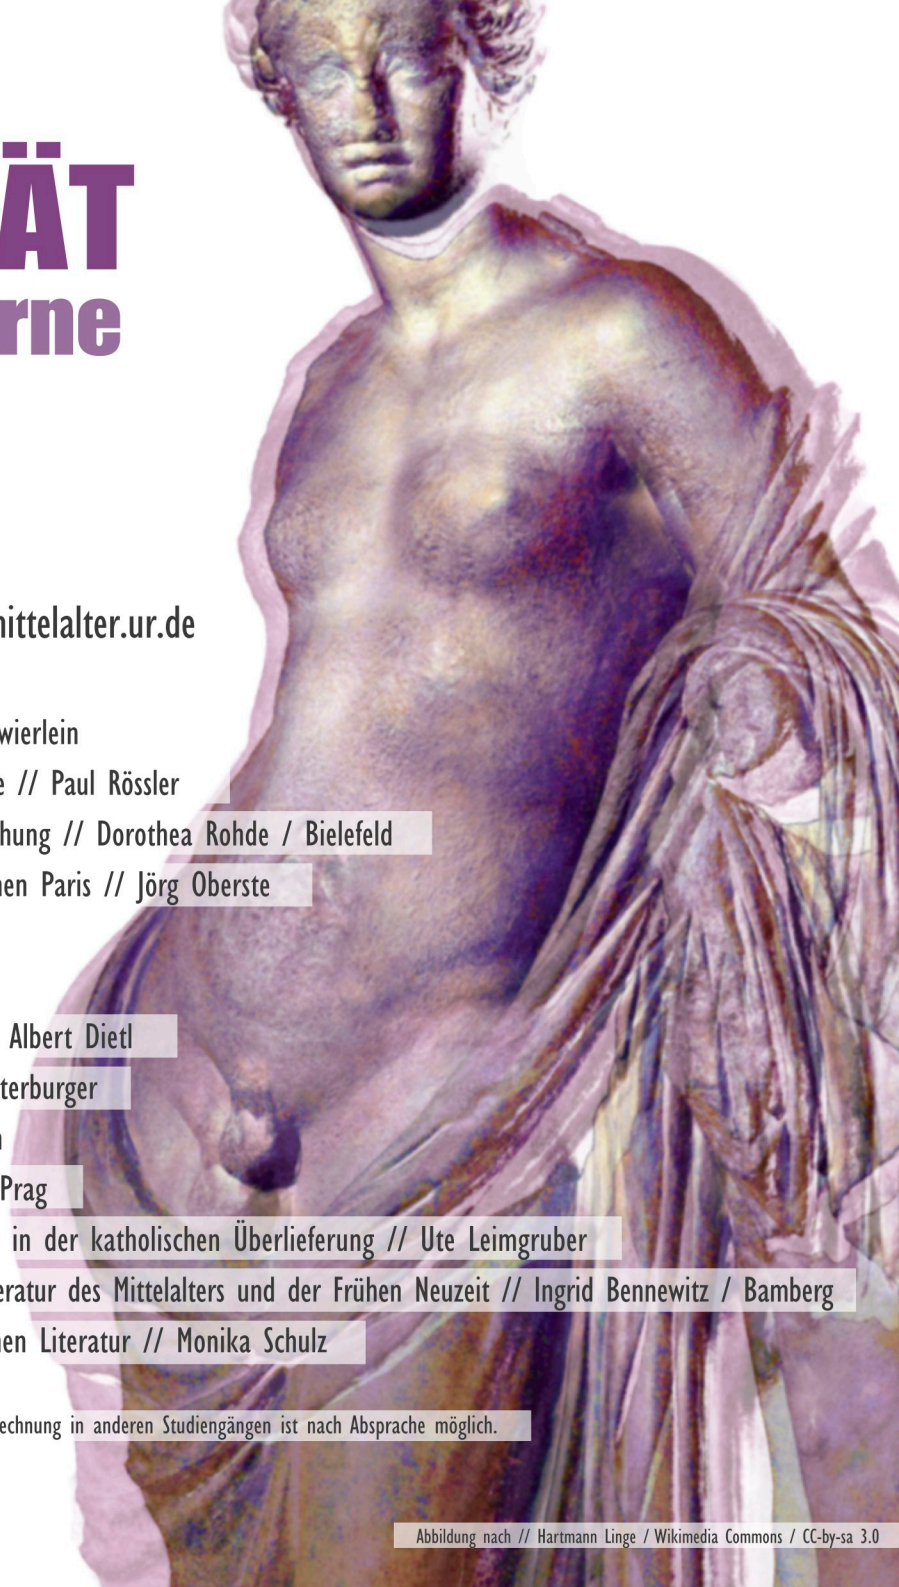 ÄT
rne
mittelalter.ur.de
wierlein
e // Paul Rössler
hung // Dorothea Rohde / Bielefeld
en Paris // Jörg Oberste
Albert Dietl
terburger
Prag
in der katholischen Überlieferung // Ute Leimgruber
eratur des Mittelalters und der Frühen Neuzeit // Ingrid Bennewitz / Bamberg
en Literatur // Monika Schulz
echnung in anderen Studiengängen ist nach Absprache möglich.
Abbildung nach // Hartmann Linge / Wikimedia Commons / CC-by-sa 3.0